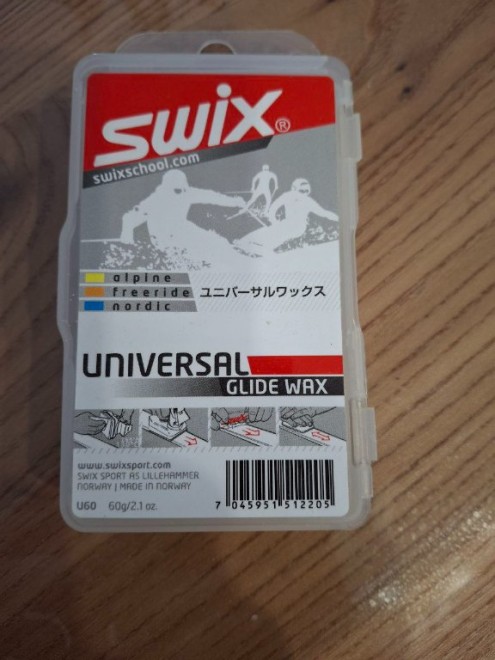 SWIX®
swixschool.com
alpine
freeride ユニバーサルワックス
nordic
UNIVERSAL
GLIDE WAX
www.swixsport.com
SWIX SPORT AS LILLEHAMMER
NORWAY | MADE IN NORWAY
U60 60g/2.1 oz.
7 045951 512205